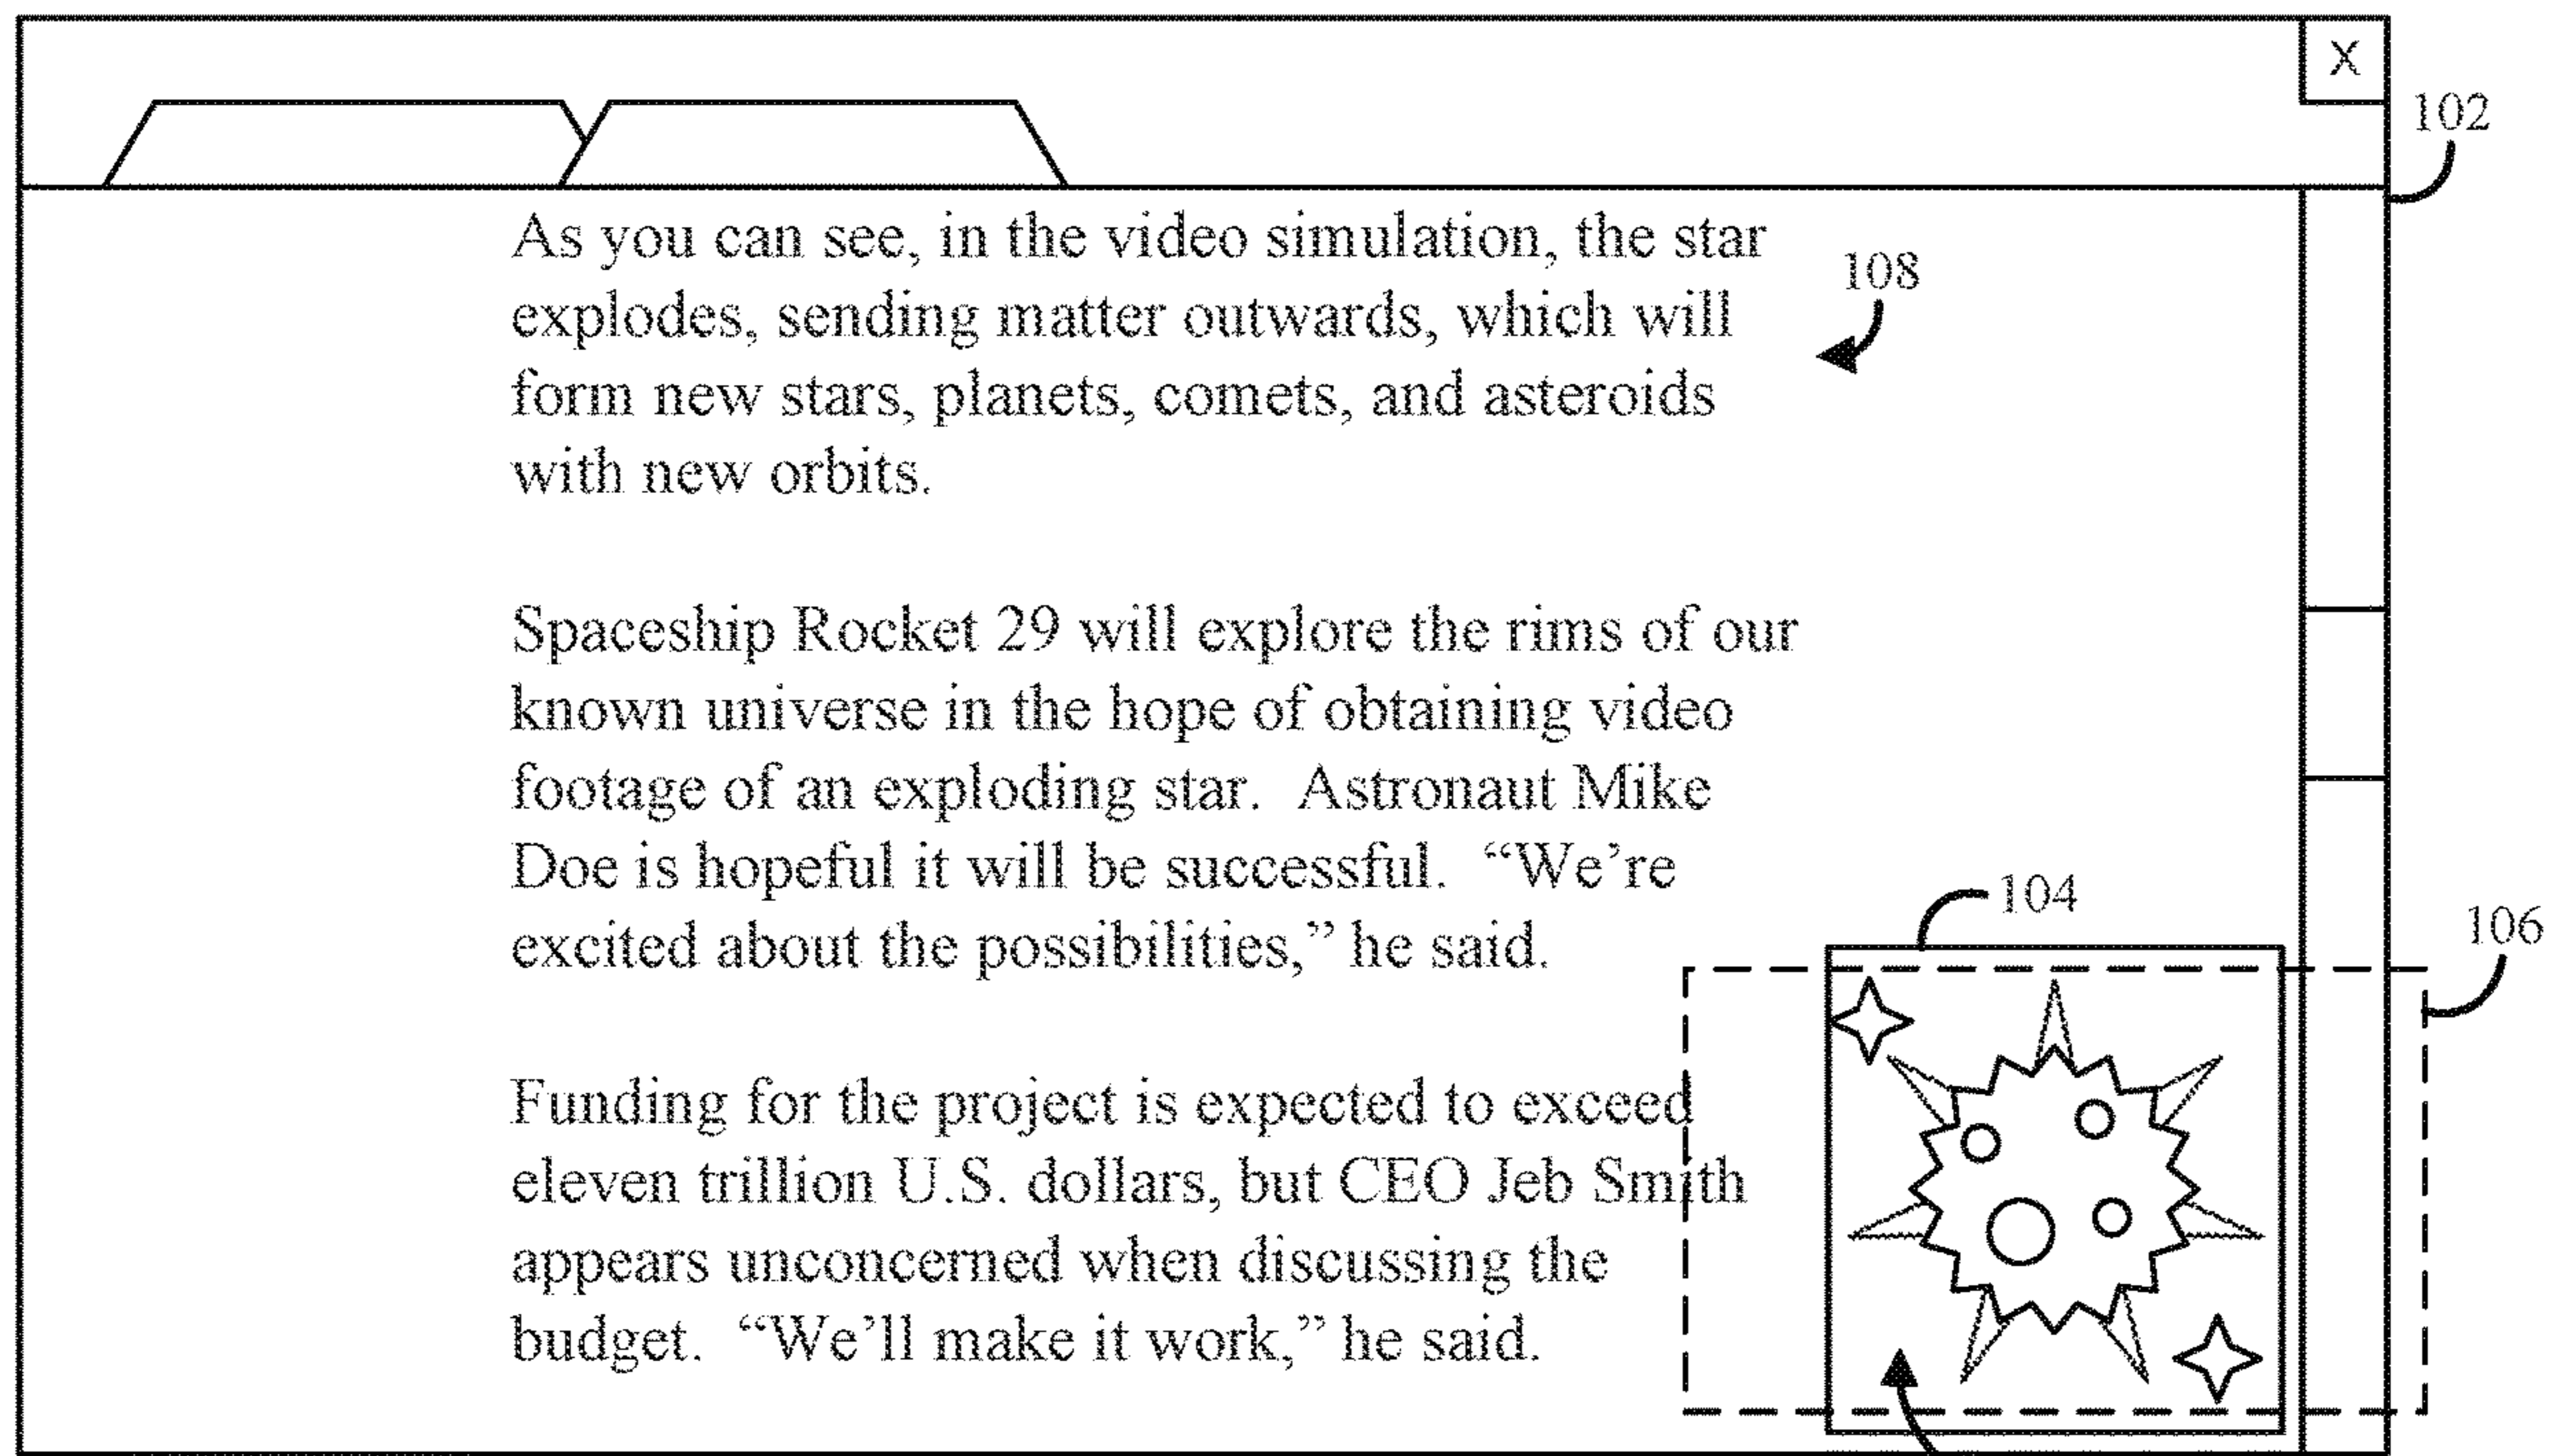 X
102
As you can see, in the video simulation, the star
explodes, sending matter outwards, which will
form new stars, planets, comets, and asteroids
with new orbits.
108
Spaceship Rocket 29 will explore the rims of our
known universe in the hope of obtaining video
footage of an exploding star.  Astronaut Mike
Doe is hopeful it will be successful.  “We’re
excited about the possibilities,” he said.
104
106
Funding for the project is expected to exceed
eleven trillion U.S. dollars, but CEO Jeb Smith
appears unconcerned when discussing the
budget.  “We’ll make it work,” he said.